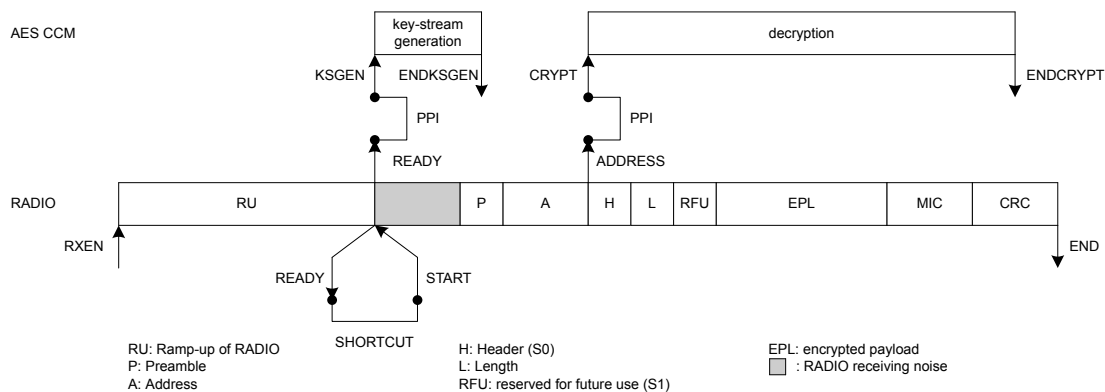 AES CCM
key-stream
generation
decryption
KSGEN
ENDKSGEN
CRYPT
ENDCRYPT
PPI
PPI
READY
ADDRESS
RADIO
RU
P
A
H
L
RFU
EPL
MIC
CRC
RXEN
END
READY
START
SHORTCUT
RU: Ramp-up of RADIO
P: Preamble
A: Address
H: Header (S0)
L: Length
RFU: reserved for future use (S1)
EPL: encrypted payload
: RADIO receiving noise